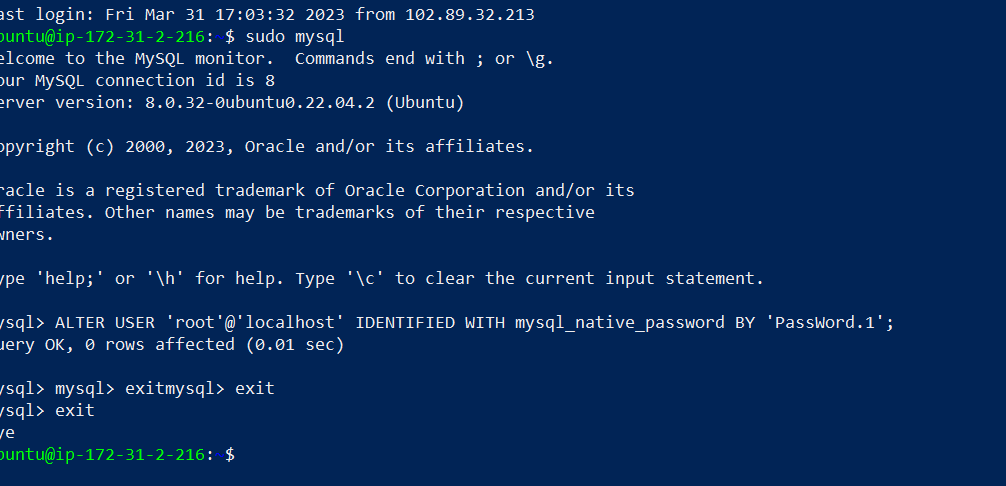 ast login: Fri Mar 31 17:03:32 2023 from 102.89.32.213
buntu@ip-172-31-2-216:~$ sudo mysql
elcome to the MySQL monitor.  Commands end with ; or \g.
our MySQL connection id is 8
erver version: 8.0.32-0ubuntu0.22.04.2 (Ubuntu)
opyright (c) 2000, 2023, Oracle and/or its affiliates.
racle is a registered trademark of Oracle Corporation and/or its
ffiliates. Other names may be trademarks of their respective
wners.
ype 'help;' or '\h' for help. Type '\c' to clear the current input statement.
ysql> ALTER USER 'root'@'localhost' IDENTIFIED WITH mysql_native_password BY 'PassWord.1';
uery OK, 0 rows affected (0.01 sec)
ysql> mysql> exitmysql> exit
ysql> exit
ye
buntu@ip-172-31-2-216:~$